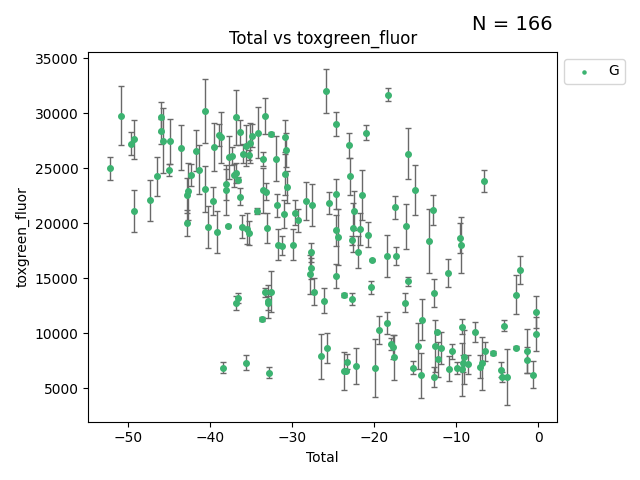 N = 166
Total vs toxgreen_fluor
G
35000
30000
25000
20000
15000
10000
5000
toxgreen_fluor
−50 −40 −30 −20 −10 0
Total